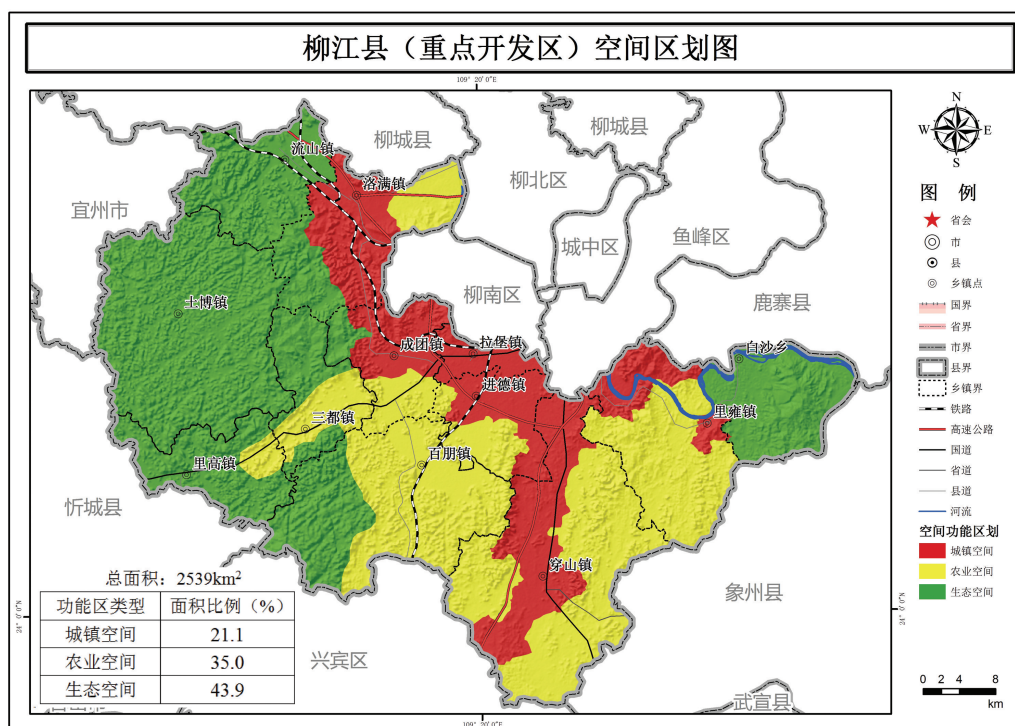 柳江县（重点开发区）空间区划图
109° 20′ 0″E
柳城县
柳城县
流山镇
洛满镇
柳北区
宜州市
城中区
鱼峰区
柳南区
鹿寨县
土博镇
成团镇
拉堡镇
白沙乡
进德镇
三都镇
里雍镇
里高镇
百朋镇
忻城县
穿山镇
象州县
兴宾区
武宣县
24° 0′ 0″N
24° 0′ 0″N
109° 20′ 0″E
总面积：2539km²
功能区类型 面积比例（%）
城镇空间 21.1
农业空间 35.0
生态空间 43.9
N
W E
S
图 例
省会
市
县
乡镇点
国界
省界
市界
县界
乡镇界
铁路
高速公路
国道
省道
县道
河流
空间功能区划
城镇空间
农业空间
生态空间
0 2 4 8
km